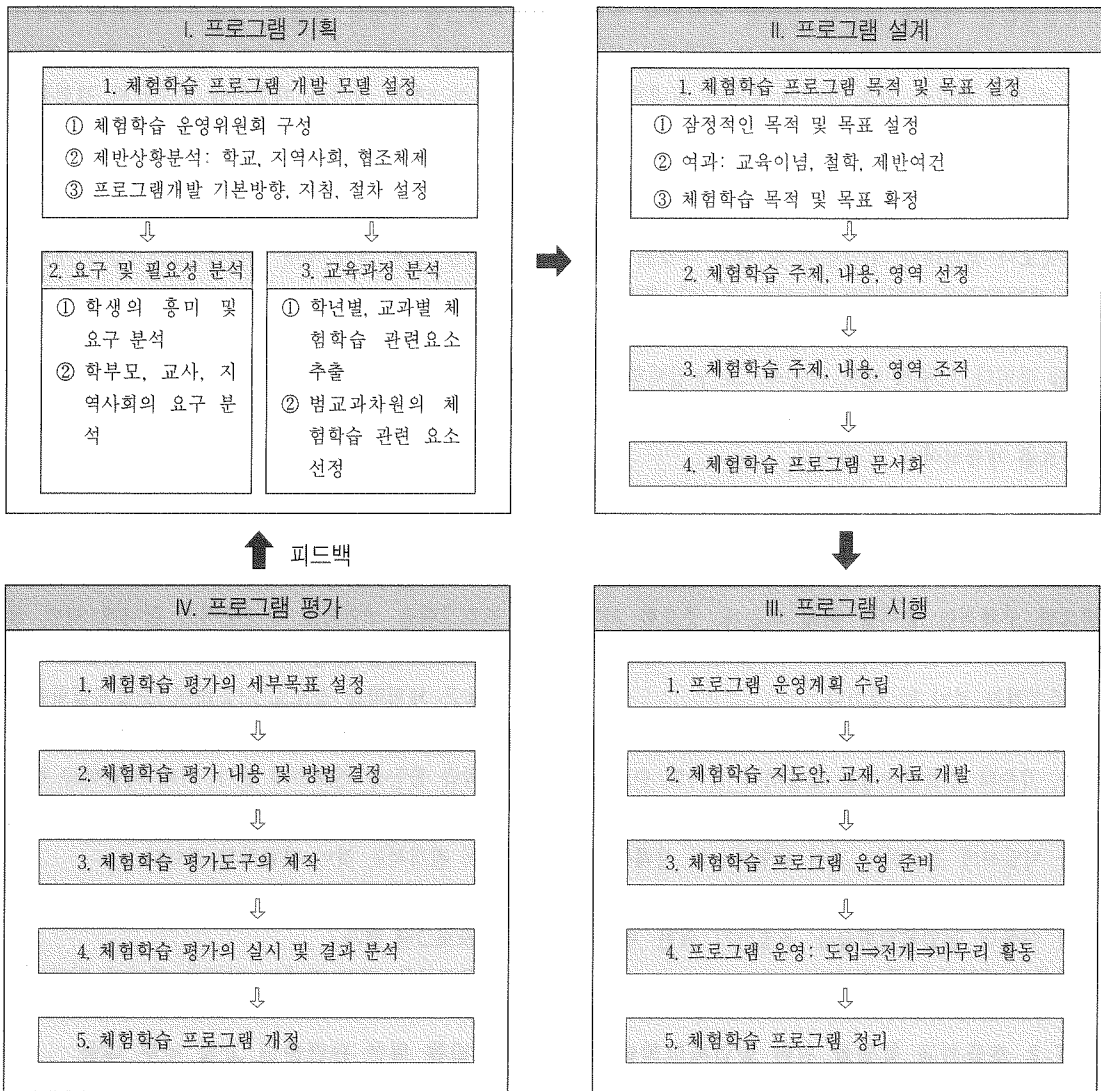 I. 프로그램 기획
1. 체험학습 프로그램 개발 모델 설정
① 체험학습 운영위원회 구성
② 제반상황분석: 학교, 지역사회, 협조체제
③ 프로그램개발 기본방향, 지침, 절차 설정
⇩ ⇩
2. 요구 및 필요성 분석
① 학생의 흥미 및
요구 분석
② 학부모, 교사, 지
역사회의 요구 분
석
3. 교육과정 분석
① 학년별, 교과별 체
험학습 관련요소
추출
② 범교과차원의 체
험학습 관련 요소
선정
II. 프로그램 설계
1. 체험학습 프로그램 목적 및 목표 설정
① 잠정적인 목적 및 목표 설정
② 여과: 교육이념, 철학, 제반여건
③ 체험학습 목적 및 목표 확정
⇩
2. 체험학습 주제, 내용, 영역 선정
⇩
3. 체험학습 주제, 내용, 영역 조직
⇩
4. 체험학습 프로그램 문서화
피드백
IV. 프로그램 평가
1. 체험학습 평가의 세부목표 설정
⇩
2. 체험학습 평가 내용 및 방법 결정
⇩
3. 체험학습 평가도구의 제작
⇩
4. 체험학습 평가의 실시 및 결과 분석
⇩
5. 체험학습 프로그램 개정
III. 프로그램 시행
1. 프로그램 운영계획 수립
⇩
2. 체험학습 지도안, 교재, 자료 개발
⇩
3. 체험학습 프로그램 운영 준비
⇩
4. 프로그램 운영: 도입⇒전개⇒마무리 활동
⇩
5. 체험학습 프로그램 정리